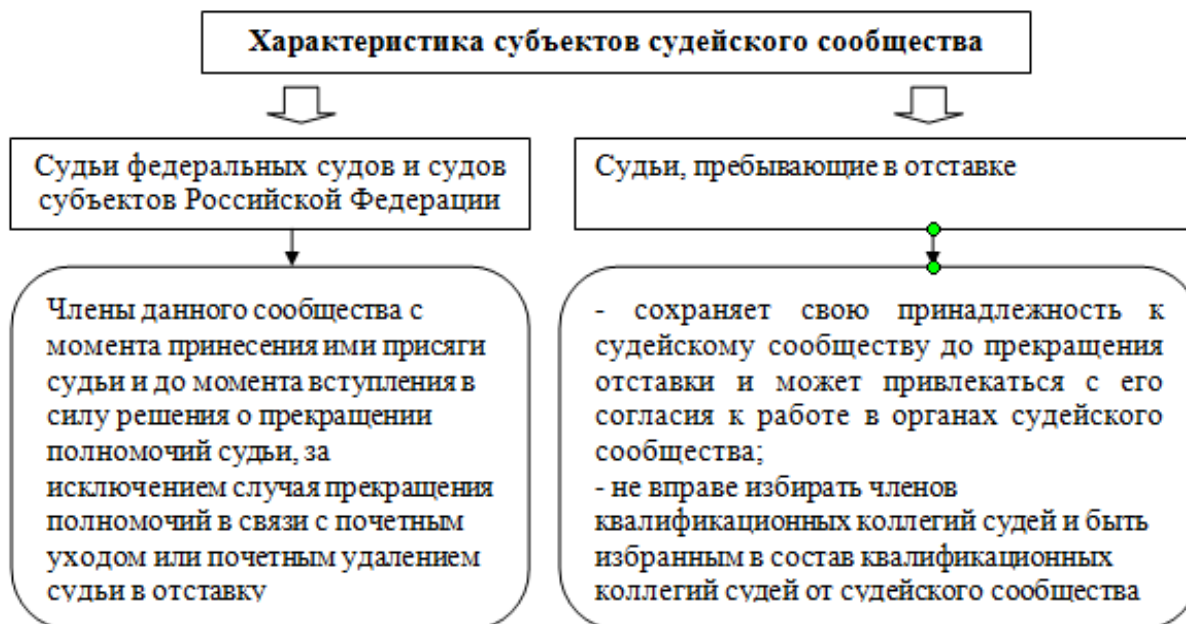 Характеристика субъектов судейского сообщества
Судьи федеральных судов и судов
субъектов Российской Федерации
Судьи, пребывающие в отставке
Члены данного сообщества с
момента принесения ими присяги
судьи и до момента вступления в
силу решения о прекращении
полномочий судьи, за
исключением случая прекращения
полномочий в связи с почетным
уходом или почетным удалением
судьи в отставку
- сохраняет свою принадлежность к
судейскому сообществу до прекращения
отставки и может привлекаться с его
согласия к работе в органах судейского
сообщества;
- не вправе избирать членов
квалификационных коллегий судей и быть
избранным в состав квалификационных
коллегий судей от судейского сообщества